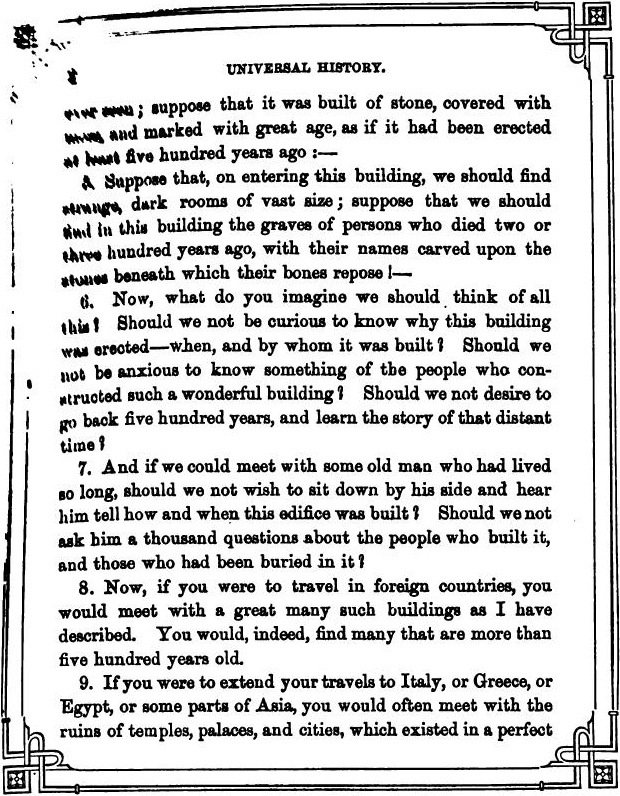 UNIVERSAL HISTORY.
; suppose that it was built of stone, covered with
and marked with great age, as if it had been erected
at least five hundred years ago :—
Suppose that, on entering this building, we should find
strange, dark rooms of vast size ; suppose that we should
find in this building the graves of persons who died two or
three hundred years ago, with their names carved upon the
stones beneath which their bones repose !—
6. Now, what do you imagine we should think of all
this ? Should we not be curious to know why this building
was erected—when, and by whom it was built ? Should we
not be anxious to know something of the people who con-
structed such a wonderful building ? Should we not desire to
go back five hundred years, and learn the story of that distant
time ?
7. And if we could meet with some old man who had lived
so long, should we not wish to sit down by his side and hear
him tell how and when this edifice was built ? Should we not
ask him a thousand questions about the people who built it,
and those who had been buried in it ?
8. Now, if you were to travel in foreign countries, you
would meet with a great many such buildings as I have
described. You would, indeed, find many that are more than
five hundred years old.
9. If you were to extend your travels to Italy, or Greece, or
Egypt, or some parts of Asia, you would often meet with the
ruins of temples, palaces, and cities, which existed in a perfect